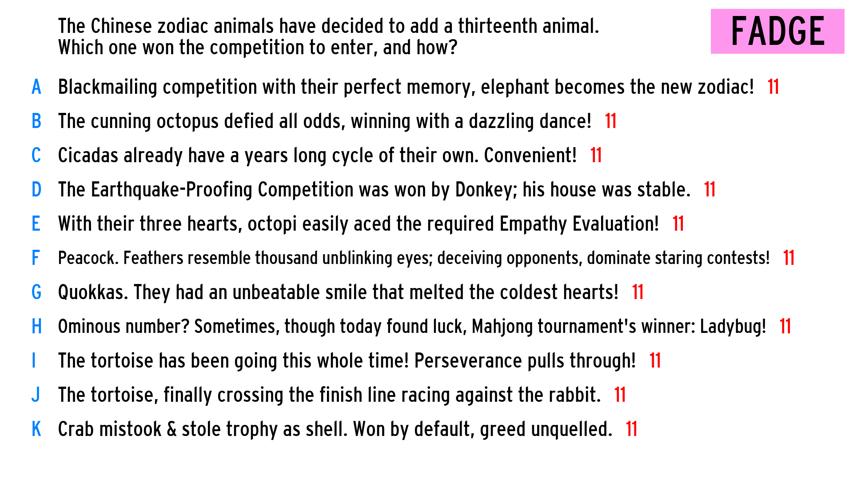 The Chinese zodiac animals have decided to add a thirteenth animal.
Which one won the competition to enter, and how?
FADGE
A Blackmailing competition with their perfect memory, elephant becomes the new zodiac! 11
B The cunning octopus defied all odds, winning with a dazzling dance! 11
C Cicadas already have a years long cycle of their own. Convenient! 11
D The Earthquake-Proofing Competition was won by Donkey; his house was stable. 11
E With their three hearts, octopi easily aced the required Empathy Evaluation! 11
F Peacock. Feathers resemble thousand unblinking eyes; deceiving opponents, dominate staring contests! 11
G Quokkas. They had an unbeatable smile that melted the coldest hearts! 11
H Ominous number? Sometimes, though today found luck, Mahjong tournament's winner: Ladybug! 11
I The tortoise has been going this whole time! Perseverance pulls through! 11
J The tortoise, finally crossing the finish line racing against the rabbit. 11
K Crab mistook & stole trophy as shell. Won by default, greed unquelled. 11